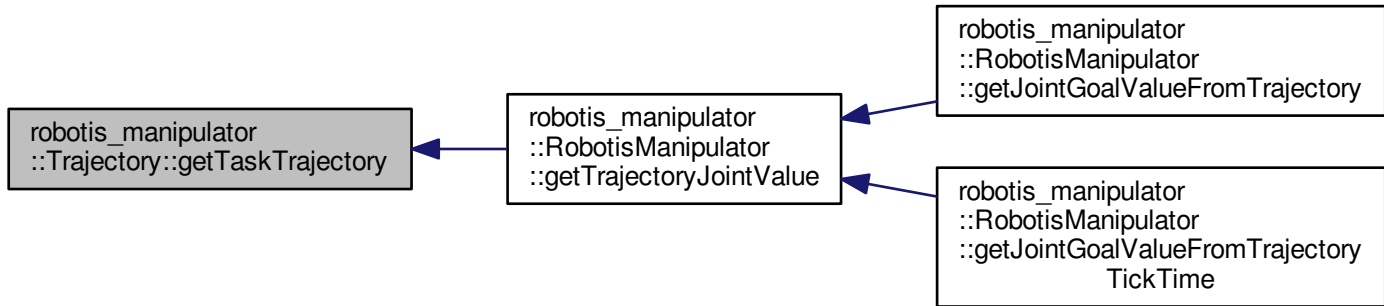 robotis_manipulator
::Trajectory::getTaskTrajectory
robotis_manipulator
::RobotisManipulator
::getTrajectoryJointValue
robotis_manipulator
::RobotisManipulator
::getJointGoalValueFromTrajectory
robotis_manipulator
::RobotisManipulator
::getJointGoalValueFromTrajectory
TickTime